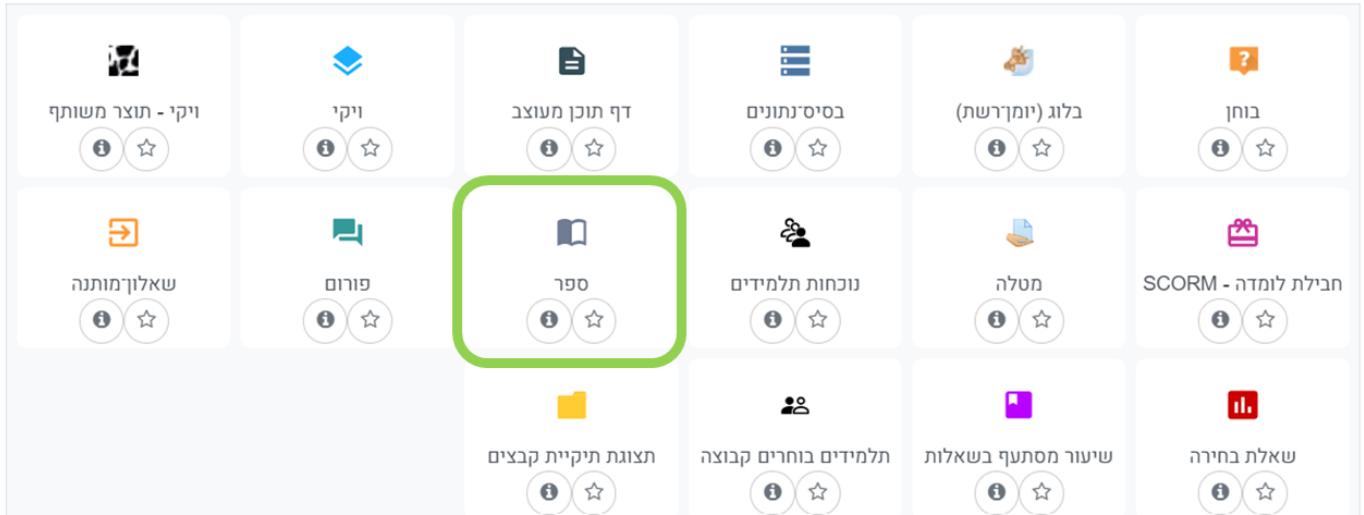 בוחן
בלוג (יומן־רשת)
בסיס־נתונים
דף תוכן מעוצב
ויקי
ויקי - תוצר משותף
חבילת לומדה - SCORM
מטלה
נוכחות תלמידים
ספר
פורום
שאלון־מותנה
שאלת בחירה
שיעור מסתעף בשאלות
תלמידים בוחרים קבוצה
תצוגת תיקיית קבצים